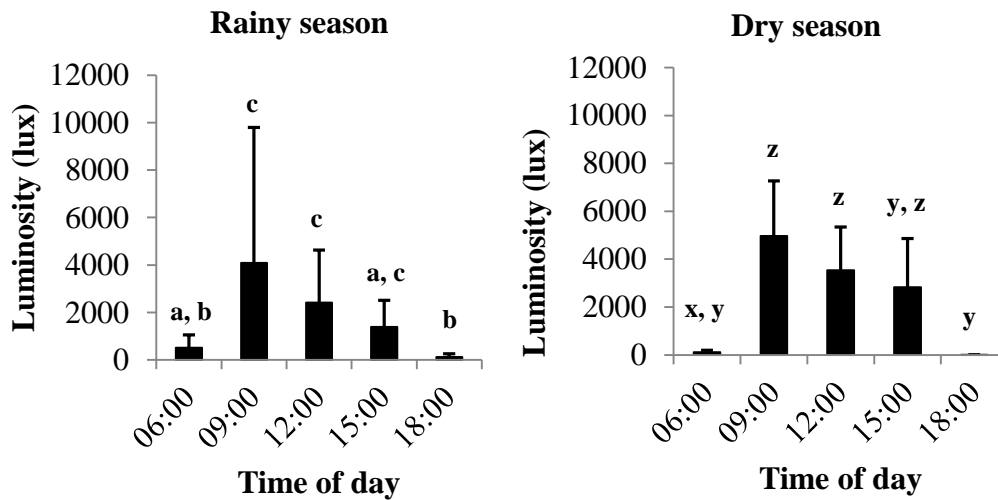 Rainy season
Luminosity (lux)
12000
10000
8000
6000
4000
2000
0
a, b
c
c
a, c
b
06:00
09:00
12:00
15:00
18:00
Time of day
Dry season
Luminosity (lux)
12000
10000
8000
6000
4000
2000
0
x, y
z
z
y, z
y
06:00
09:00
12:00
15:00
18:00
Time of day